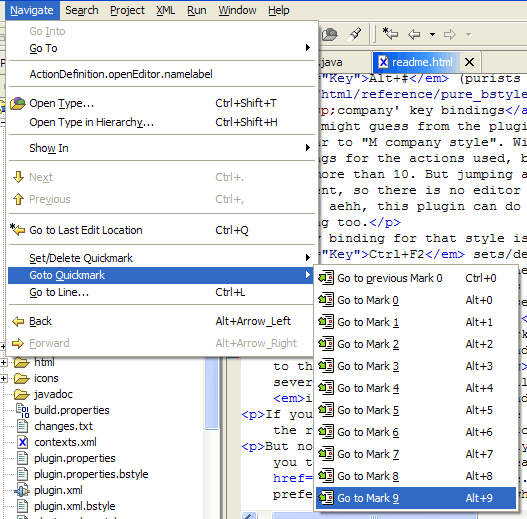 Navigate Search Project XML Run Window Help
Go Into
Go To
ActionDefinition.openEditor.namelabel
Open Type... Ctrl+Shift+T
Open Type in Hierarchy... Ctrl+Shift+H
Show In
Next Ctrl+.
Previous Ctrl+,
Go to Last Edit Location Ctrl+Q
Set/Delete Quickmark
Goto Quickmark
Go to Line... Ctrl+L
Back Alt+Arrow_Left
Forward Alt+Arrow_Right
Go to previous Mark 0 Ctrl+0
Go to Mark 0 Alt+0
Go to Mark 1 Alt+1
Go to Mark 2 Alt+2
Go to Mark 3 Alt+3
Go to Mark 4 Alt+4
Go to Mark 5 Alt+5
Go to Mark 6 Alt+6
Go to Mark 7 Alt+7
Go to Mark 8 Alt+8
Go to Mark 9 Alt+9
.java readme.html
="Key">Alt+#</em> (purists
html/reference/pure_bstyle
p;company' key bindings</a
might guess from the plugin
r to "M company style". Wi
ngs for the actions used, b
more than 10. But jumping a
ent, so there is no editor
aehh, this plugin can do
ng too.</p>
y binding for that style is
="Key">Ctrl+F2</em> sets/de
to th
sever
<em>i
<p>If you
the r
<p>But no
you t
href=
prefe
html
icons
javadoc
build.properties
changes.txt
contexts.xml
plugin.properties
plugin.properties.bstyle
plugin.xml
plugin.xml.bstyle